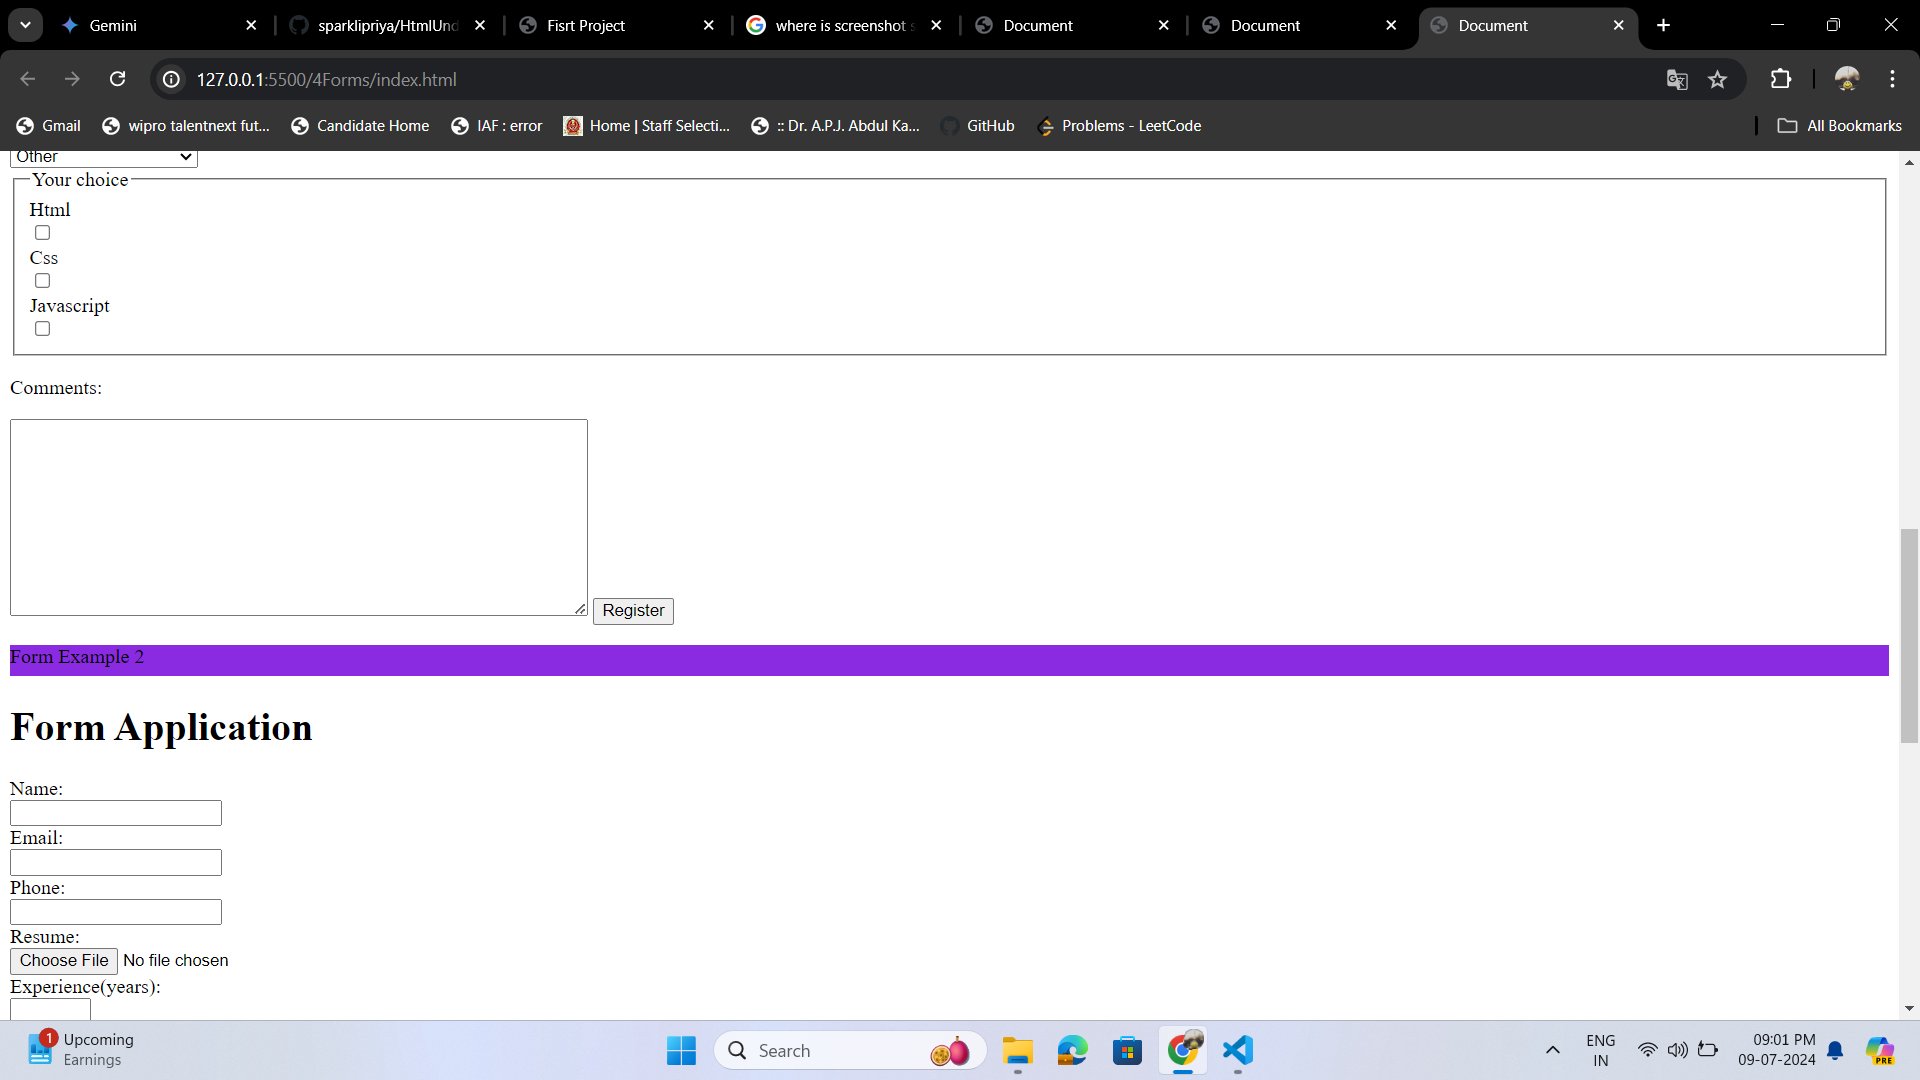 Gemini
sparklipriya/HtmlUnd
Fisrt Project
where is screenshot s
Document
Document
Document
127.0.0.1:5500/4Forms/index.html
Gmail
wipro talentnext fut...
Candidate Home
IAF : error
Home | Staff Selecti...
:: Dr. A.P.J. Abdul Ka...
GitHub
Problems - LeetCode
All Bookmarks
Other
Your choice
Html
Css
Javascript
Comments:
Register
Form Example 2
Form Application
Name:
Email:
Phone:
Resume:
Choose File No file chosen
Experience(years):
1
Upcoming
Earnings
Search
ENG
IN
09:01 PM
09-07-2024
PRE